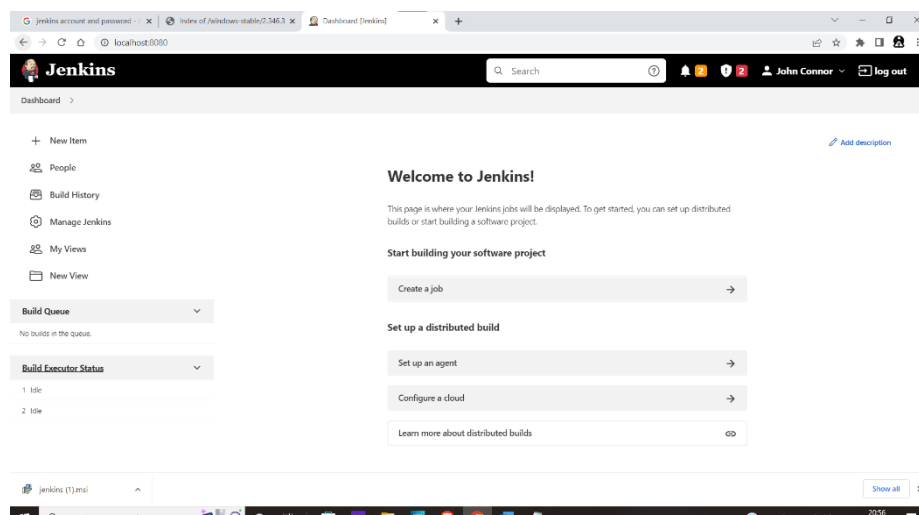 jenkins account and password -
Index of /windows-stable/2.346.3
Dashboard [Jenkins]
localhost:8080
Jenkins
Search
2
2
John Connor
log out
Dashboard
New Item
Add description
People
Welcome to Jenkins!
Build History
This page is where your Jenkins jobs will be displayed. To get started, you can set up distributed
builds or start building a software project.
Manage Jenkins
My Views
Start building your software project
New View
Create a job
Build Queue
No builds in the queue.
Set up a distributed build
Build Executor Status
Set up an agent
1 Idle
Configure a cloud
2 Idle
Learn more about distributed builds
jenkins (1).msi
Show all
20:56